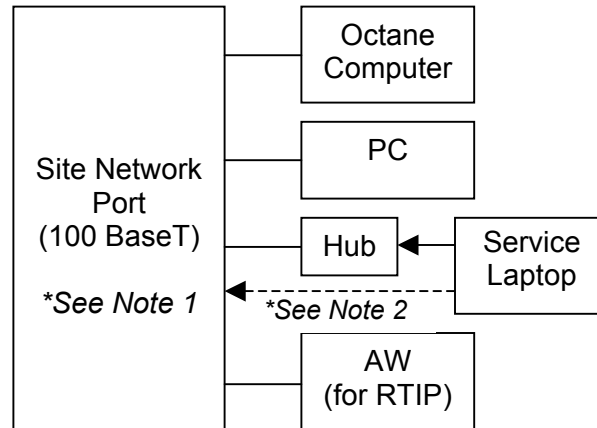 Site Network
Port
(100 BaseT)
*See Note 1
Octane
Computer
PC
Hub
Service
Laptop
*See Note 2
AW
(for RTIP)